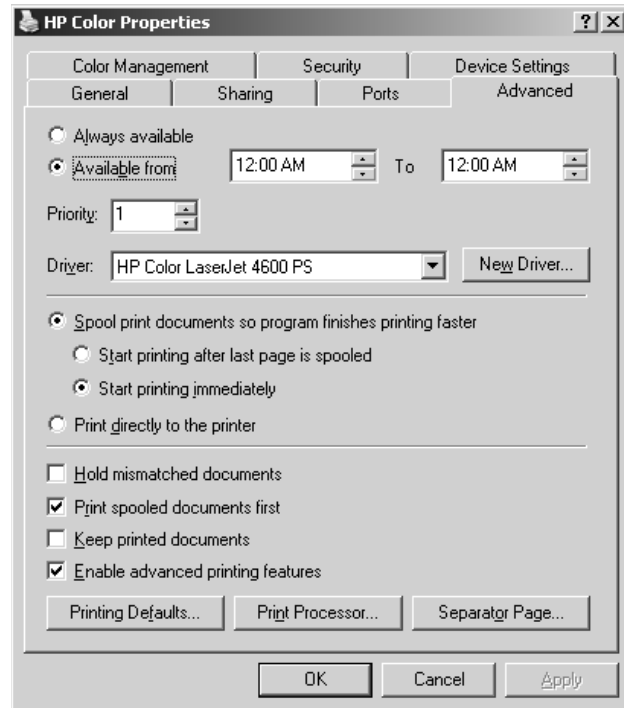 HP Color Properties
Color Management Security Device Settings
General Sharing Ports Advanced
Always available
Available from 12:00 AM To 12:00 AM
Priority: 1
Driver: HP Color LaserJet 4600 PS New Driver...
Spool print documents so program finishes printing faster
Start printing after last page is spooled
Start printing immediately
Print directly to the printer
Hold mismatched documents
Print spooled documents first
Keep printed documents
Enable advanced printing features
Printing Defaults... Print Processor... Separator Page...
OK Cancel Apply